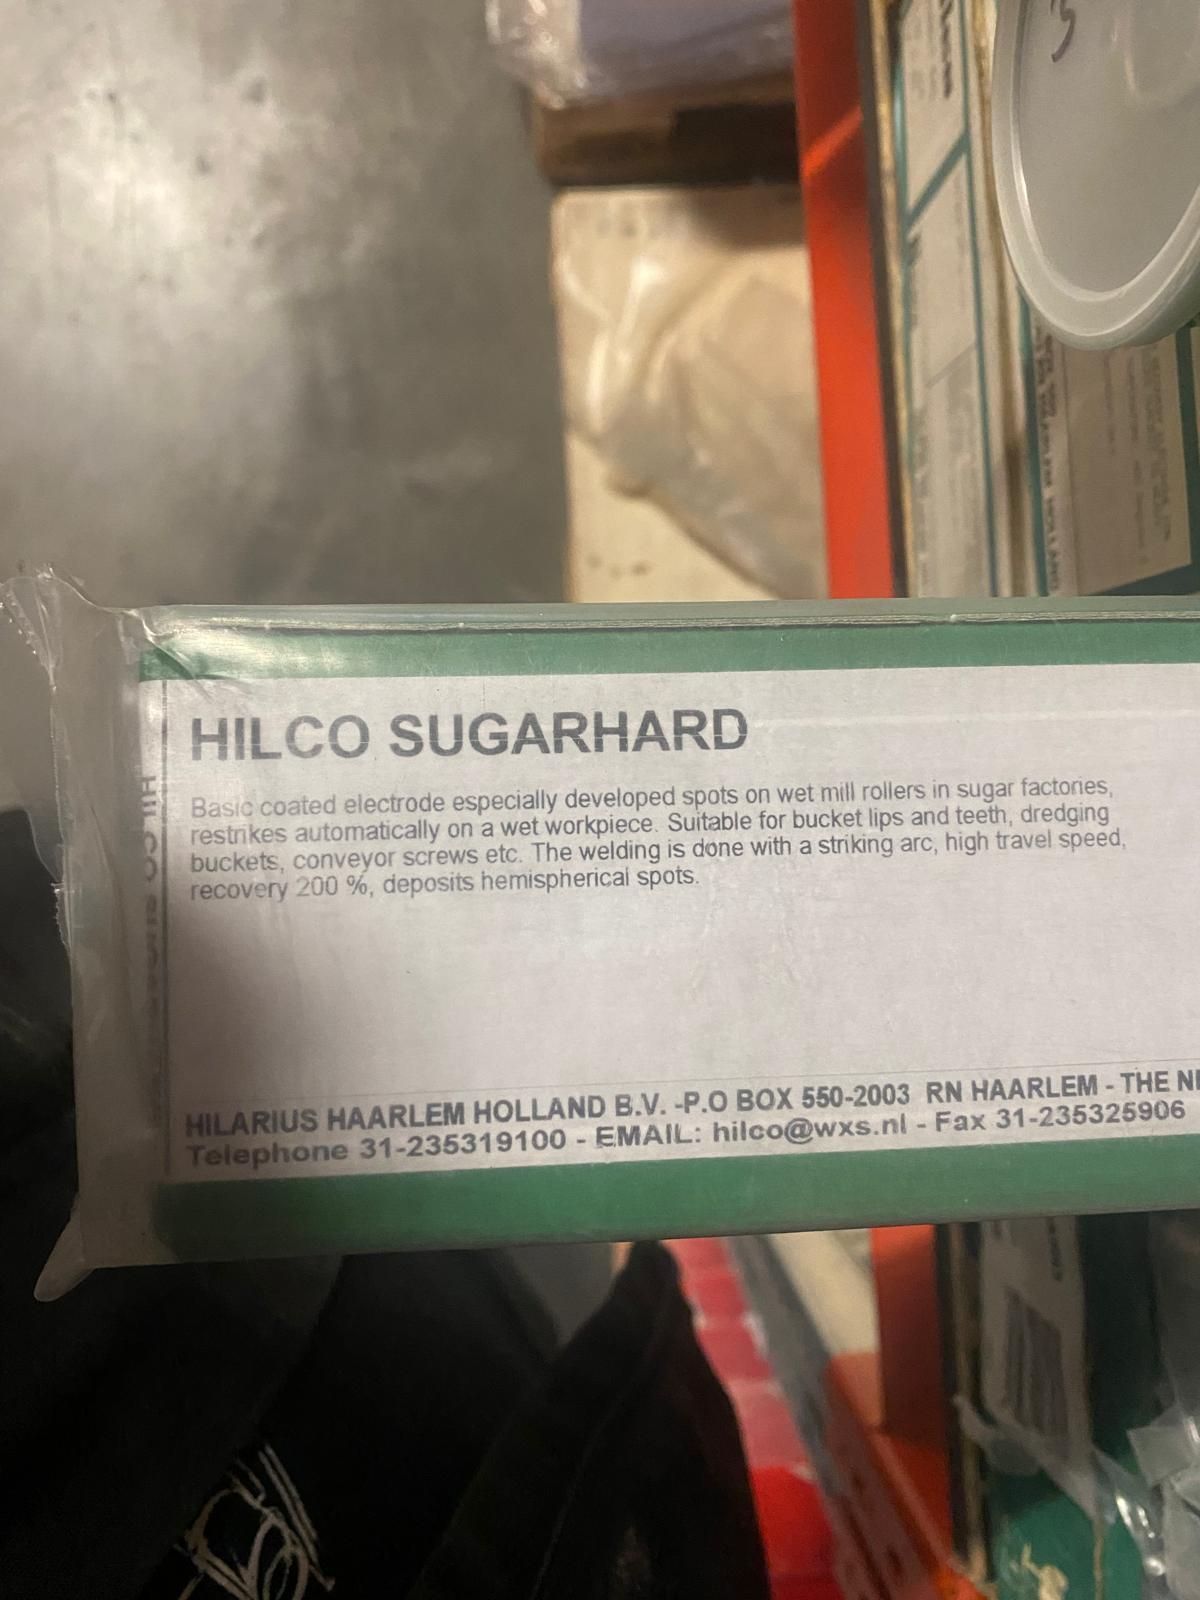 HILCO SUGARHARD
Basic coated electrode especially developed spots on wet mill rollers in sugar factories,
restrikes automatically on a wet workpiece. Suitable for bucket lips and teeth, dredging
buckets, conveyor screws etc. The welding is done with a striking arc, high travel speed,
recovery 200 %, deposits hemispherical spots.
HILARIUS HAARLEM HOLLAND B.V. -P.O BOX 550-2003 RN HAARLEM - THE
Telephone 31-235319100 - EMAIL: hilco@wxs.nl - Fax 31-235325906